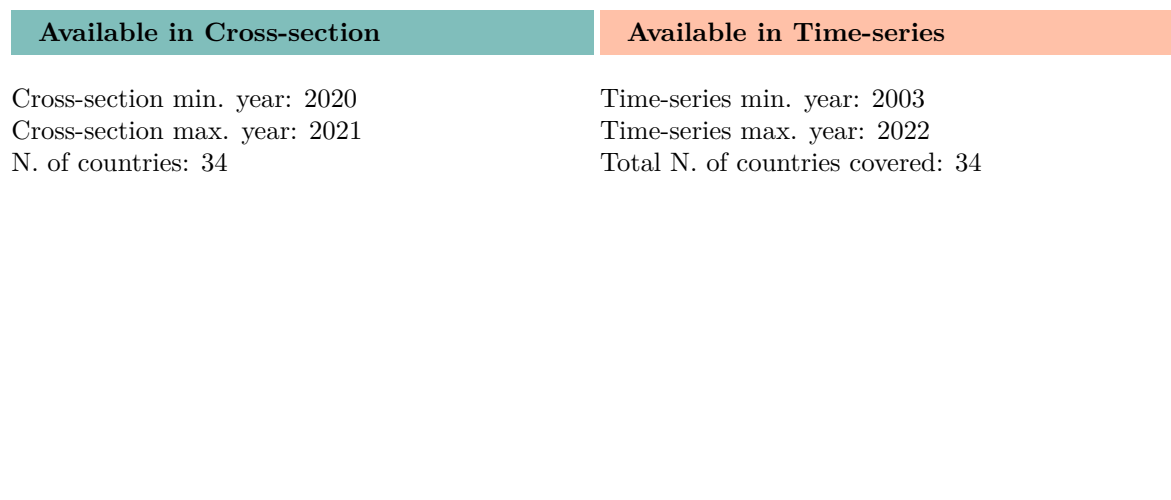 Available in Cross-section
Cross-section min. year: 2020
Cross-section max. year: 2021
N. of countries: 34
Available in Time-series
Time-series min. year: 2003
Time-series max. year: 2022
Total N. of countries covered: 34